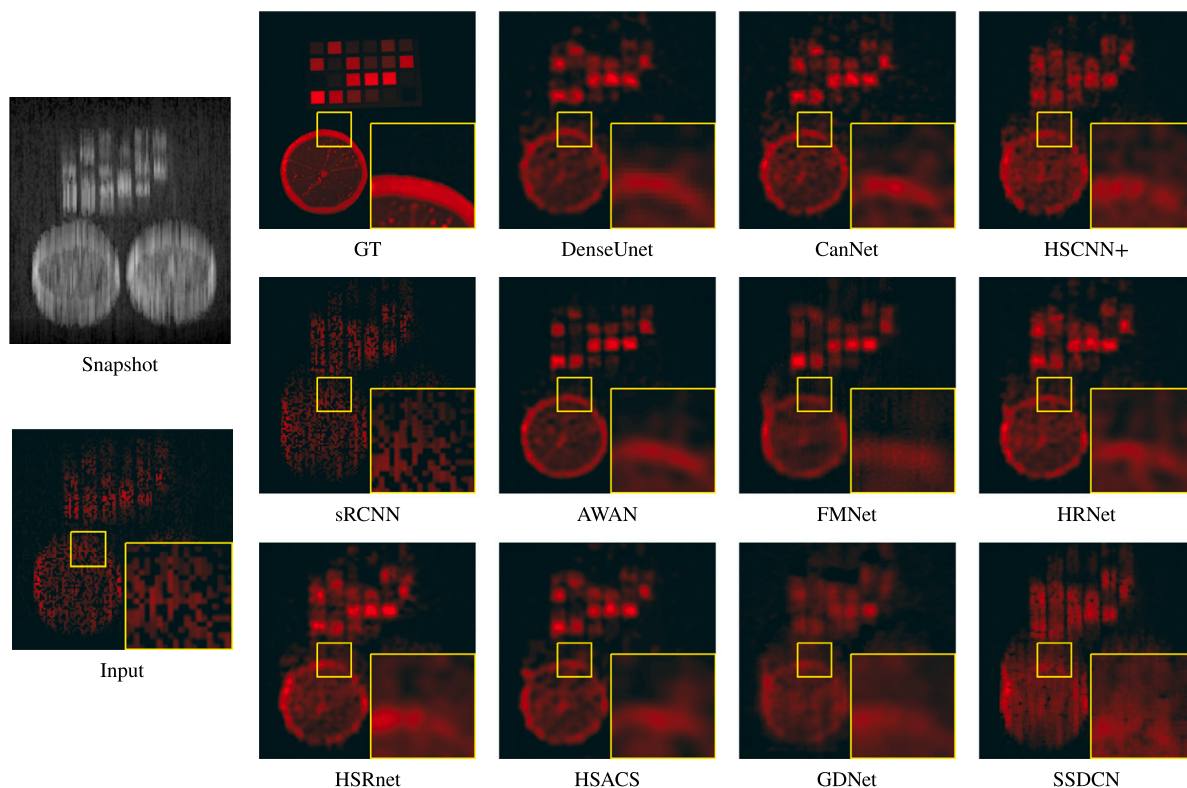 GT
DenseUnet
CanNet
HSCNN+
Snapshot
sRCNN
AWAN
FMNet
HRNet
Input
HSRnet
HSACS
GDNet
SSDCN